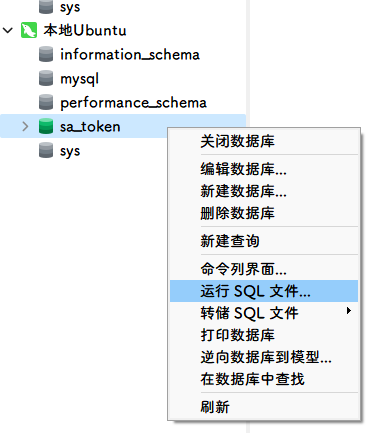 sys
本地Ubuntu
information_schema
mysql
performance_schema
sa_token
sys
关闭数据库
编辑数据库...
新建数据库...
删除数据库
新建查询
命令列界面...
运行 SQL 文件...
转储 SQL 文件
打印数据库
逆向数据库到模型...
在数据库中查找
刷新